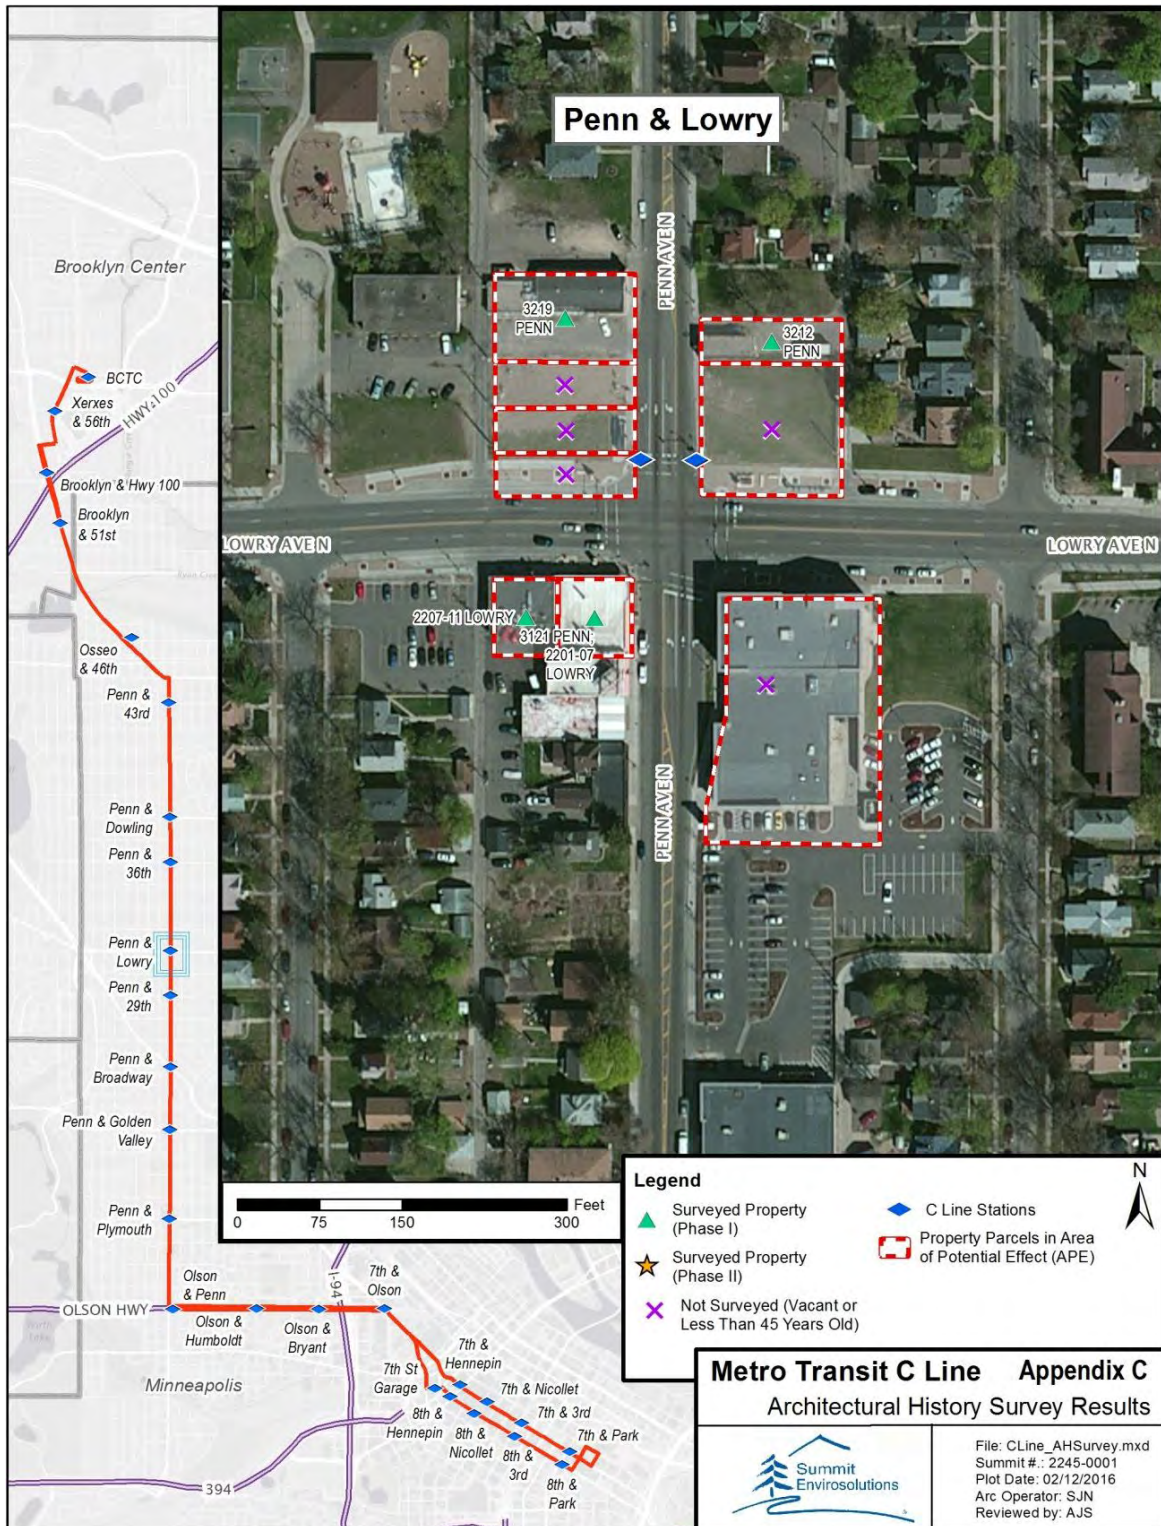 Penn & Lowry
PENN AVE N
3219
PENN
3212
PENN
LOWRY AVE N
LOWRY AVE N
2207-11 LOWRY
3121 PENN;
2201-07
LOWRY
PENN AVE N
Brooklyn Center
BCTC
Xerxes
& 56th
HWY 100
Brooklyn & Hwy 100
Brooklyn
& 51st
Osseo
& 46th
Penn &
43rd
Penn &
Dowling
Penn &
36th
Penn &
Lowry
Penn &
29th
Penn &
Broadway
Penn & Golden
Valley
Penn &
Plymouth
Olson
& Penn
OLSON HWY
Olson &
Humboldt
Olson &
Bryant
I-94
7th &
Olson
Minneapolis
7th St
Garage
7th &
Hennepin
7th & Nicollet
7th & 3rd
7th & Park
8th &
Hennepin
8th &
Nicollet
8th &
3rd
8th &
Park
394
Feet
0 75 150 300
Legend
Surveyed Property
(Phase I)
Surveyed Property
(Phase II)
Not Surveyed (Vacant or
Less Than 45 Years Old)
C Line Stations
Property Parcels in Area
of Potential Effect (APE)
N
Metro Transit C Line Appendix C
Architectural History Survey Results
Summit
Envirosolutions
File: CLine_AHSurvey.mxd
Summit #.: 2245-0001
Plot Date: 02/12/2016
Arc Operator: SJN
Reviewed by: AJS